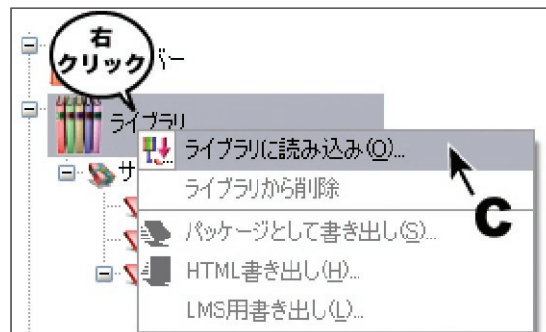 右
クリック
バー
ライブラリ
ライブラリに読み込み(O)...
サ
ライブラリから削除
C
パッケージとして書き出し(S)...
HTML書き出し(H)...
LMS用書き出し(L)...